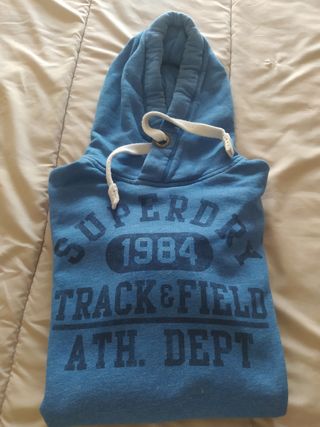 SUPERDRY
1984
TRACK & FIELD
ATH. DEPT